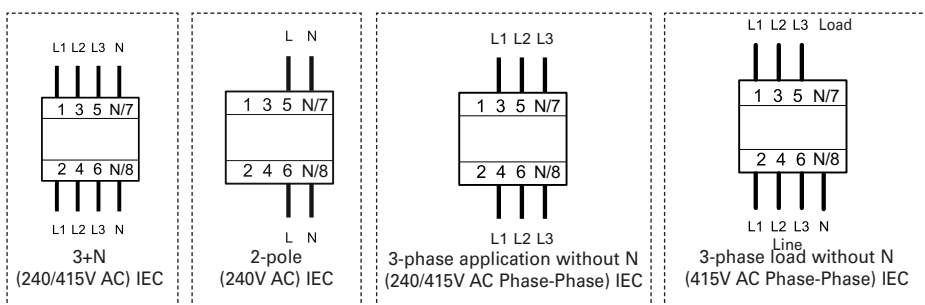 L1 L2 L3 N
1 3 5 N/7
2 4 6 N/8
L1 L2 L3 N
3+N
(240/415V AC) IEC
L N
1 3 5 N/7
2 4 6 N/8
L N
2-pole
(240V AC) IEC
L1 L2 L3
1 3 5 N/7
2 4 6 N/8
L1 L2 L3
3-phase application without N
(240/415V AC Phase-Phase) IEC
L1 L2 L3 Load
1 3 5 N/7
2 4 6 N/8
L1 L2 L3 N
Line
3-phase load without N
(415V AC Phase-Phase) IEC